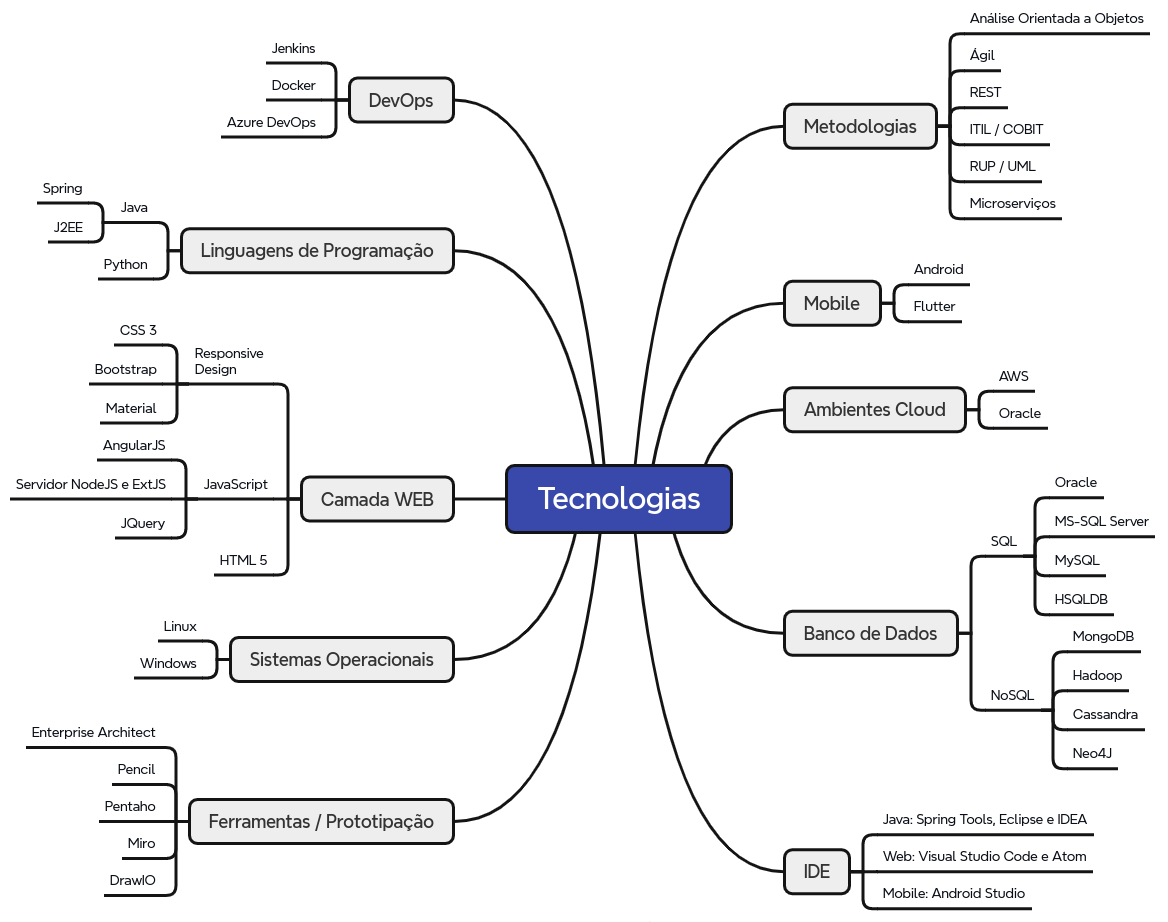 Tecnologias
DevOps
Jenkins
Docker
Azure DevOps
Linguagens de Programação
Java
Spring
J2EE
Python
Camada WEB
Responsive
Design
CSS 3
Bootstrap
Material
JavaScript
AngularJS
Servidor NodeJS e ExtJS
JQuery
HTML 5
Sistemas Operacionais
Linux
Windows
Ferramentas / Prototipação
Enterprise Architect
Pencil
Pentaho
Miro
DrawIO
Metodologias
Análise Orientada a Objetos
Ágil
REST
ITIL / COBIT
RUP / UML
Microserviços
Mobile
Android
Flutter
Ambientes Cloud
AWS
Oracle
Banco de Dados
SQL
Oracle
MS-SQL Server
MySQL
HSQLDB
NoSQL
MongoDB
Hadoop
Cassandra
Neo4J
IDE
Java: Spring Tools, Eclipse e IDEA
Web: Visual Studio Code e Atom
Mobile: Android Studio